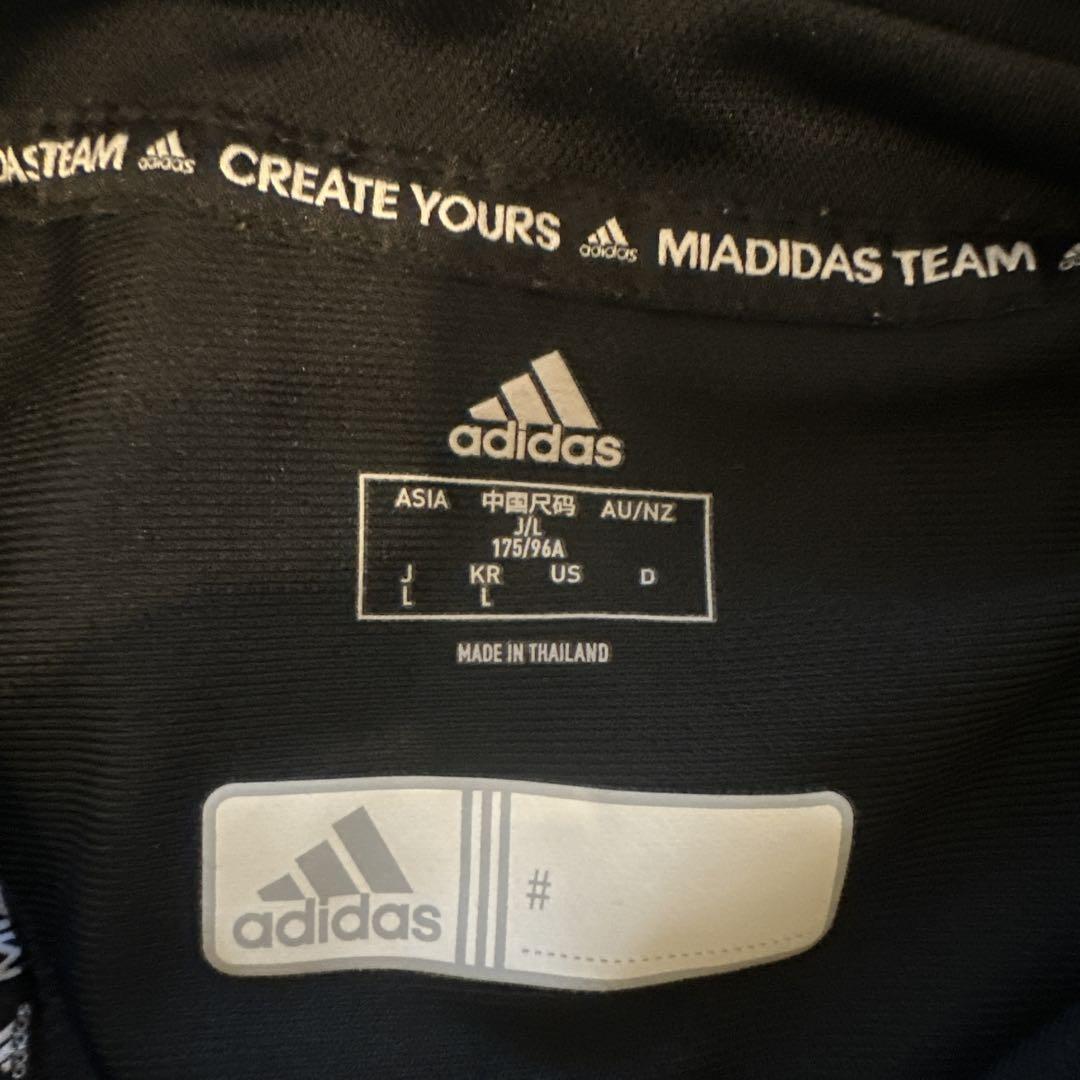 DASTEAM adidas CREATE YOURS adidas MIADIDAS TEAM
adidas
ASIA 中国尺码 AU/NZ
J/L
175/96A
J KR US D
L L
MADE IN THAILAND
adidas #
adidas